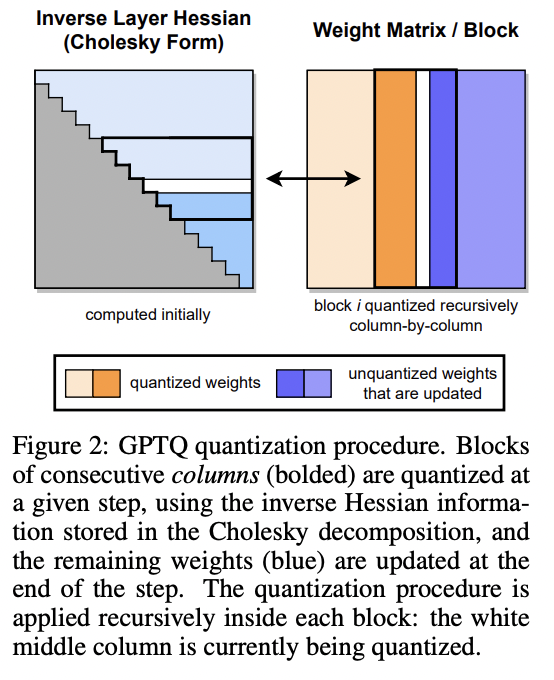 Inverse Layer Hessian
(Cholesky Form)
Weight Matrix / Block
computed initially
block i quantized recursively
column-by-column
quantized weights
unquantized weights
that are updated
Figure 2: GPTQ quantization procedure. Blocks
of consecutive columns (bolded) are quantized at
a given step, using the inverse Hessian informa-
tion stored in the Cholesky decomposition, and
the remaining weights (blue) are updated at the
end of the step. The quantization procedure is
applied recursively inside each block: the white
middle column is currently being quantized.